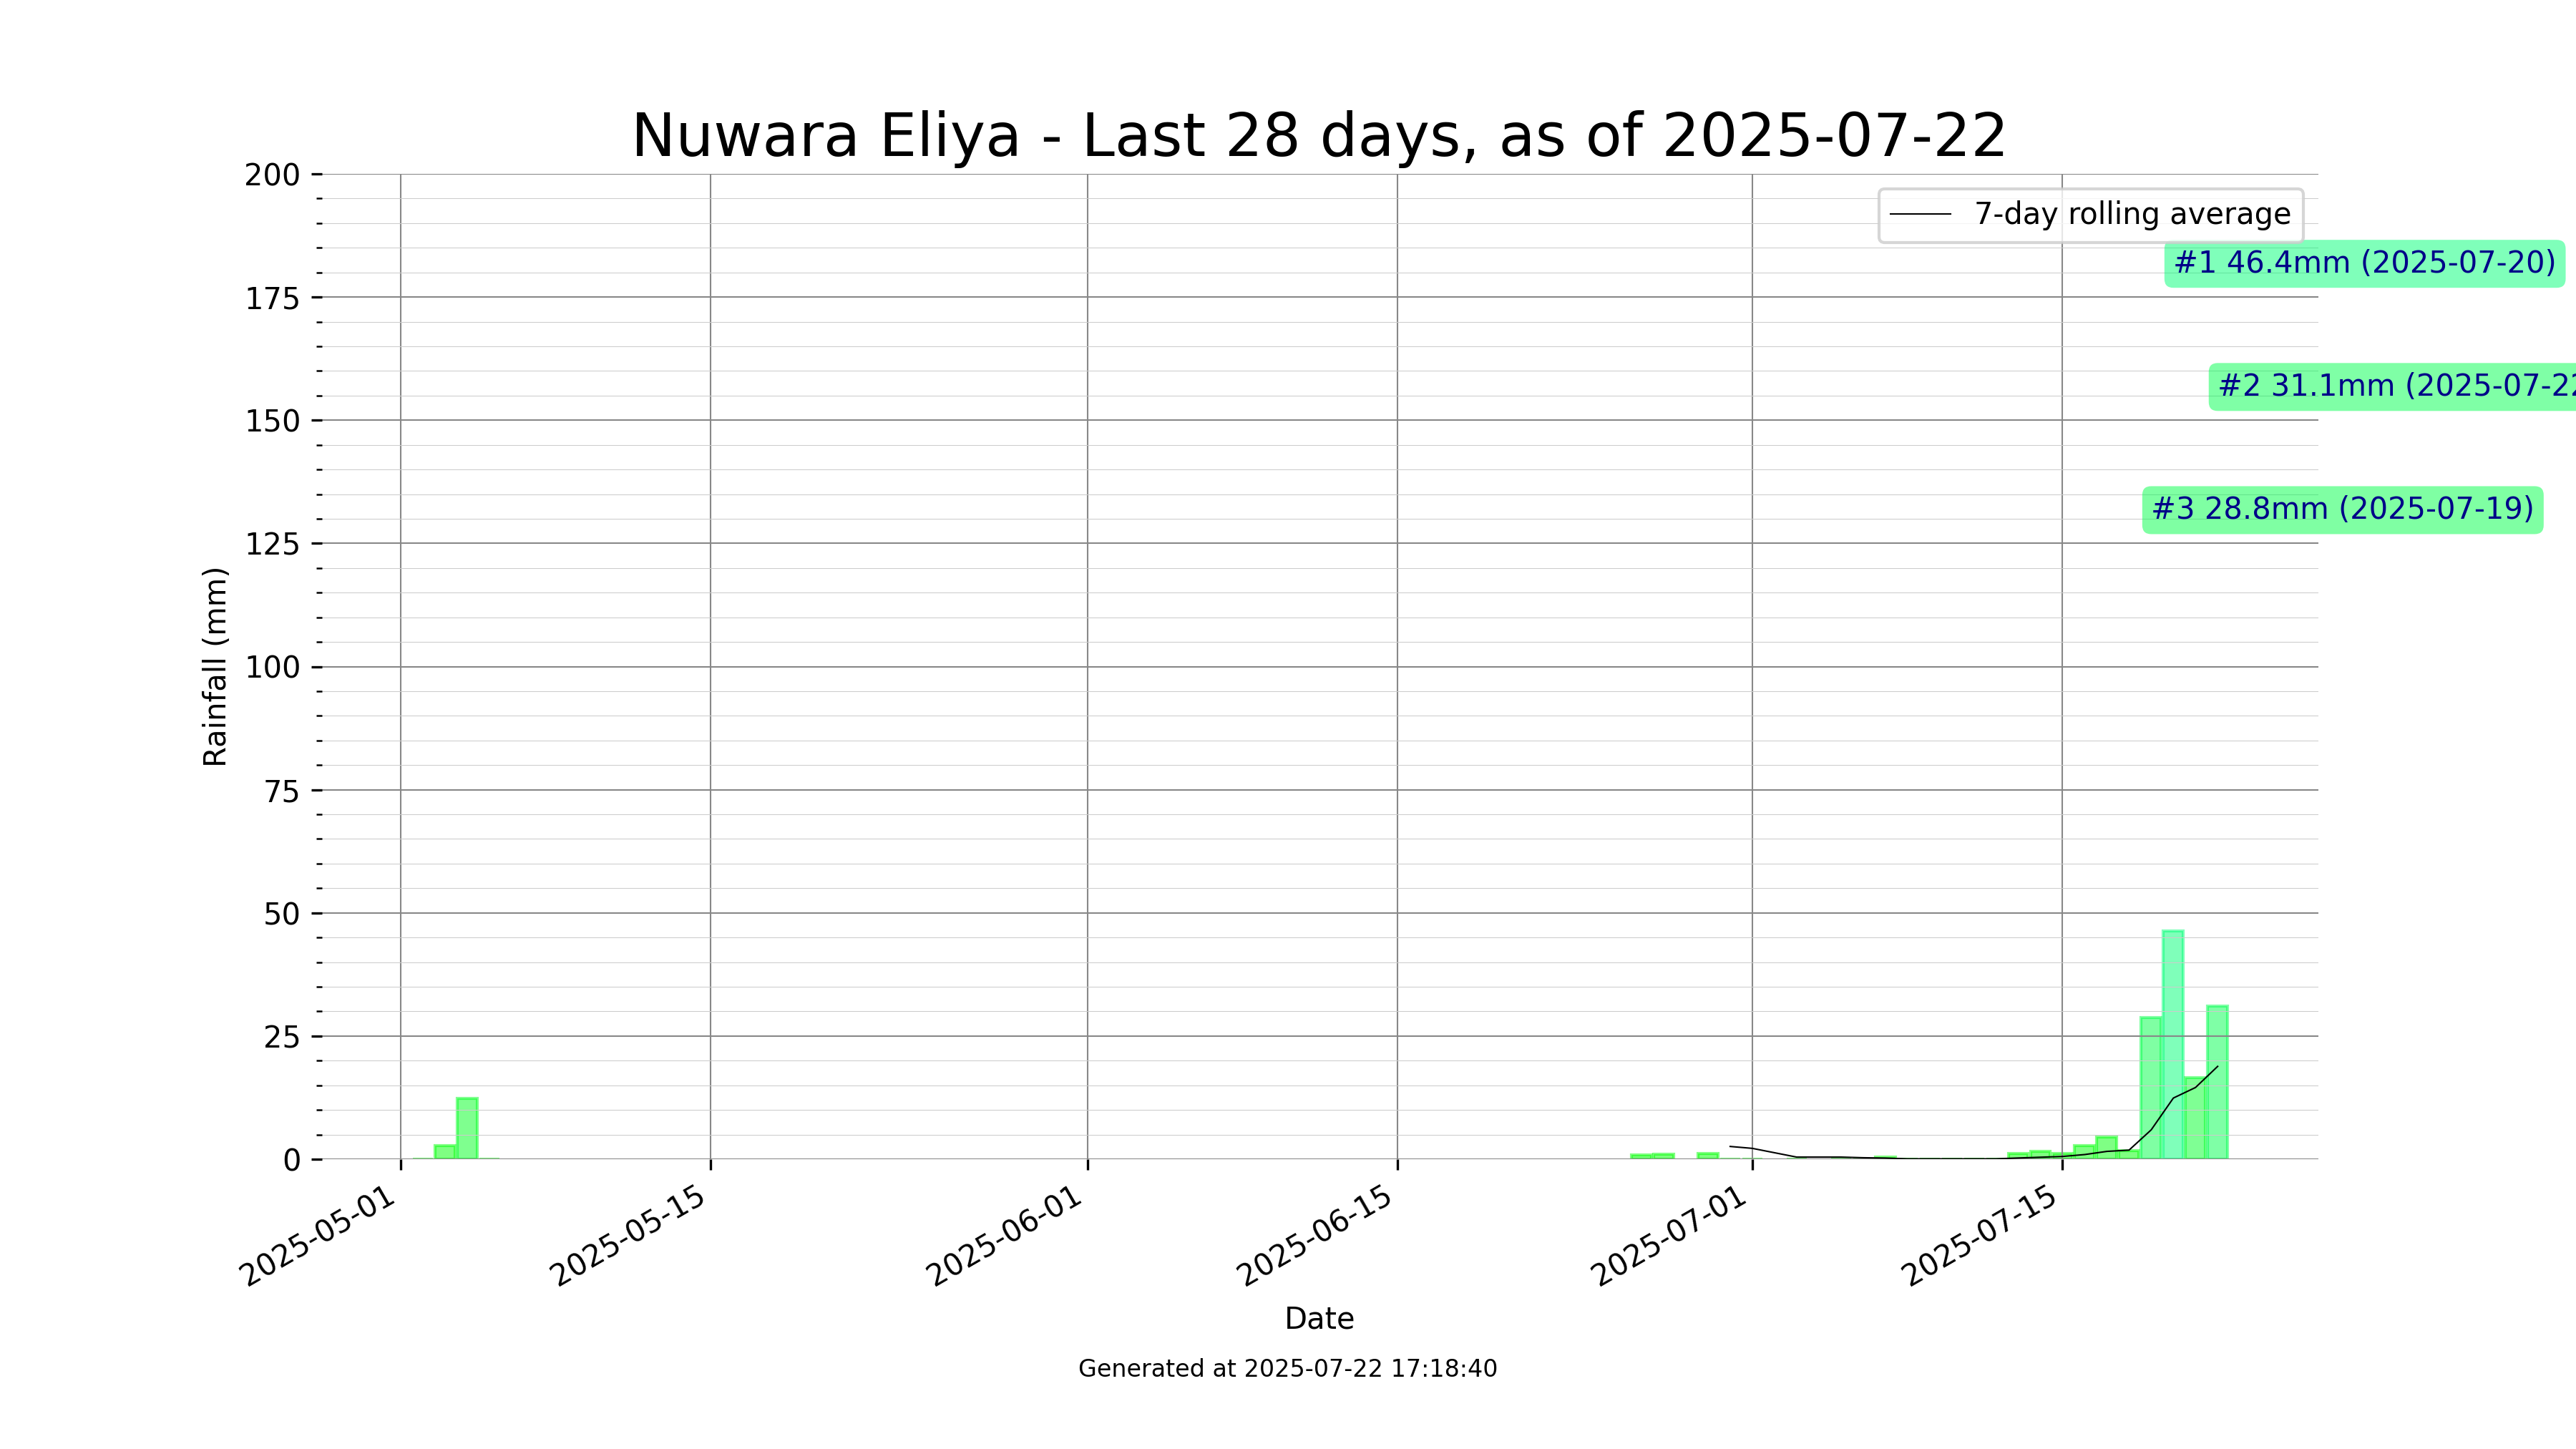 Nuwara Eliya - Last 28 days, as of 2025-07-22
200
175
150
125
100
75
50
25
0
Rainfall (mm)
7-day rolling average
#1 46.4mm (2025-07-20)
#2 31.1mm (2025-07-22
#3 28.8mm (2025-07-19)
2025-05-01
2025-05-15
2025-06-01
2025-06-15
2025-07-01
2025-07-15
Date
Generated at 2025-07-22 17:18:40